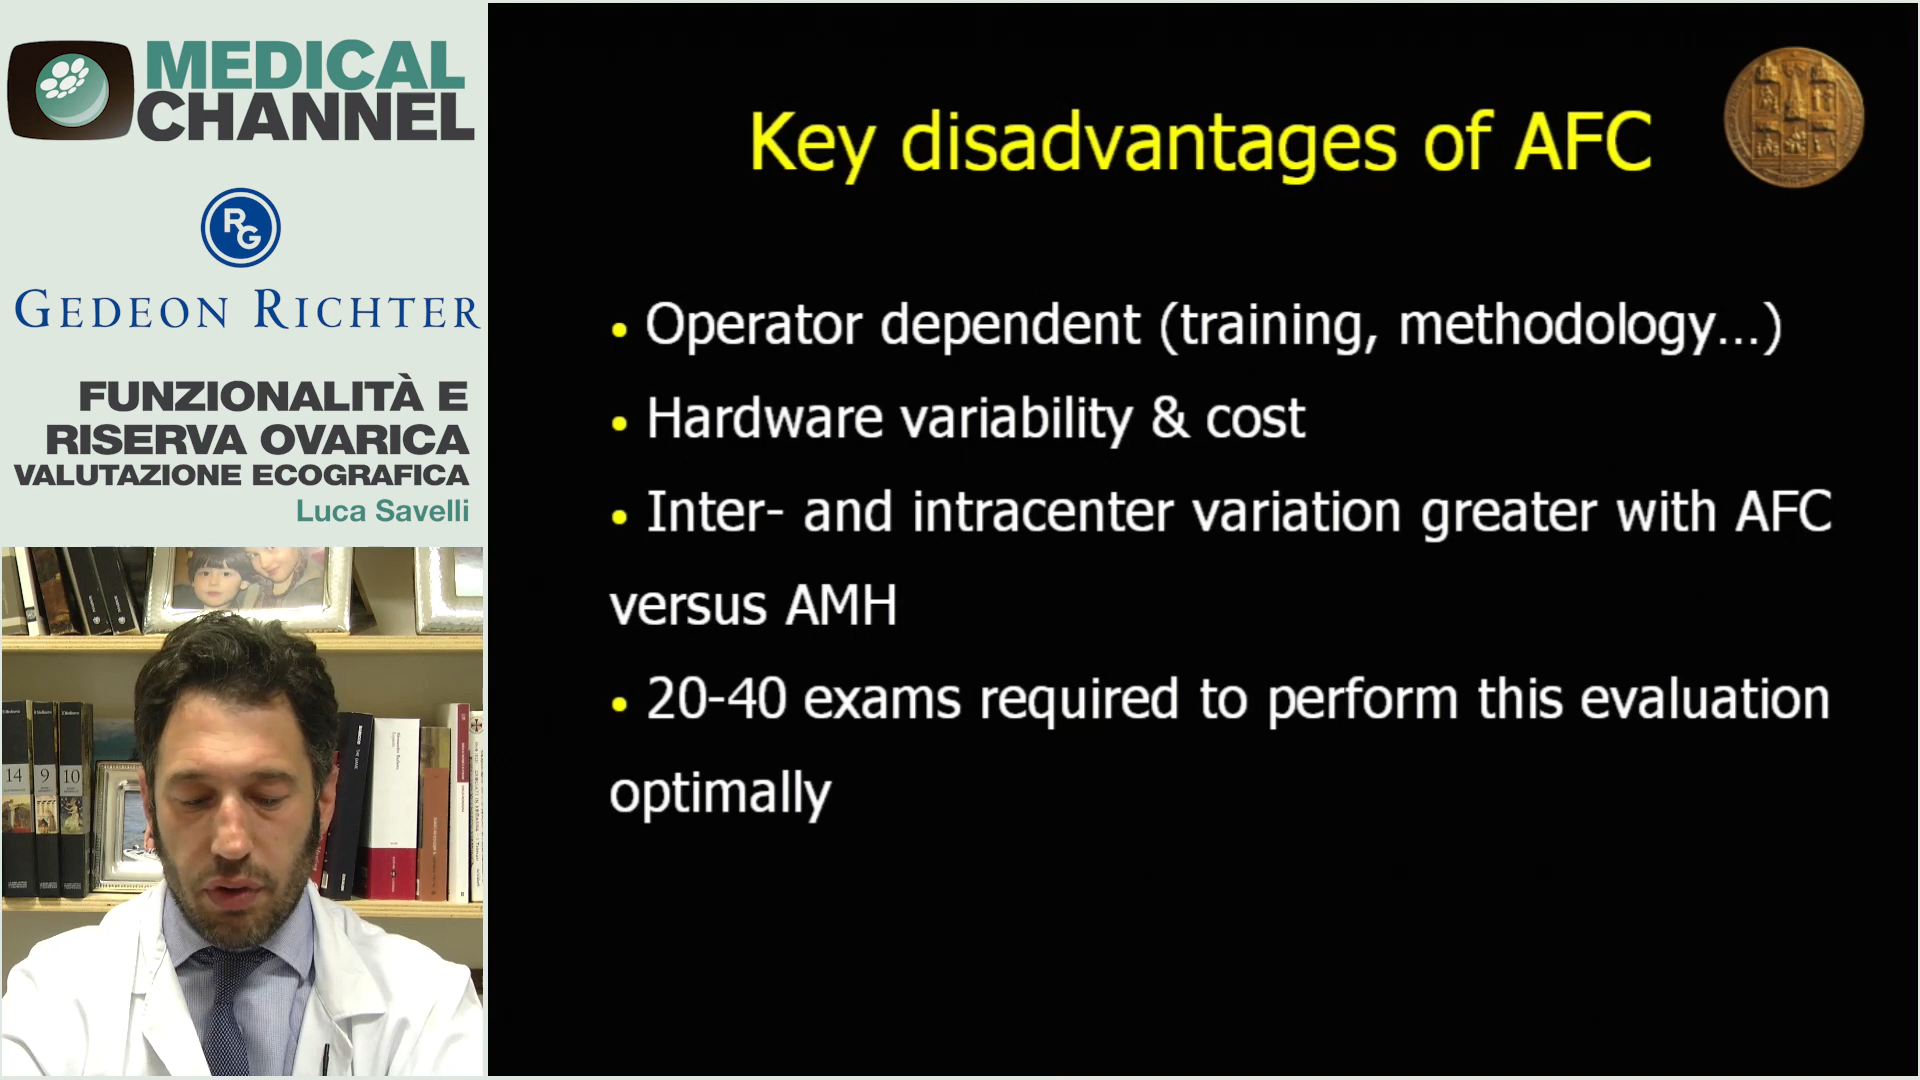 MEDICAL
CHANNEL
RG
GEDEON RICHTER
FUNZIONALITÀ E
RISERVA OVARICA
VALUTAZIONE ECOGRAFICA
Luca Savelli
Key disadvantages of AFC
• Operator dependent (training, methodology...)
• Hardware variability & cost
• Inter- and intracenter variation greater with AFC
versus AMH
• 20-40 exams required to perform this evaluation
optimally
14
9
10